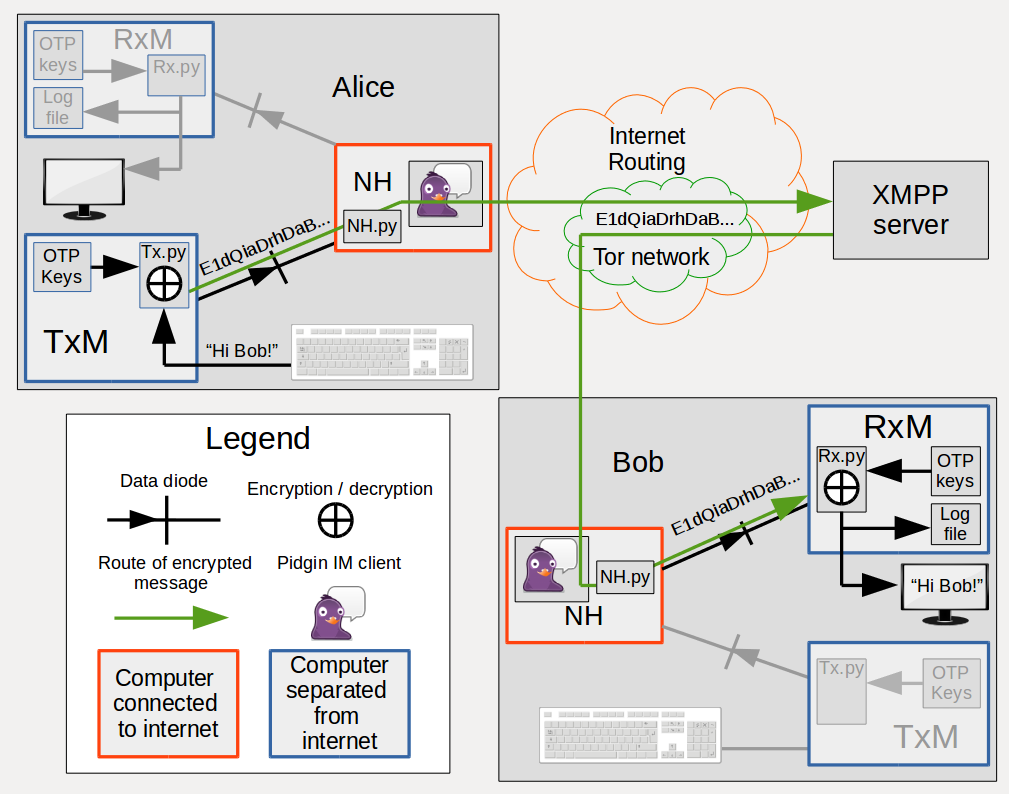 RxM
OTP
keys
Rx.py
Log
file
Alice
NH
NH.py
E1dQiaDrhDaB...
OTP
Keys
Tx.py
TxM
“Hi Bob!”
Internet
Routing
E1dQiaDrhDaB...
Tor network
XMPP
server
Legend
Data diode
Encryption / decryption
Route of encrypted
message
Pidgin IM client
Computer
connected
to internet
Computer
separated
from
internet
Bob
RxM
Rx.py
OTP
keys
Log
file
E1dQiaDrhDaB...
NH.py
NH
“Hi Bob!”
Tx.py
OTP
Keys
TxM